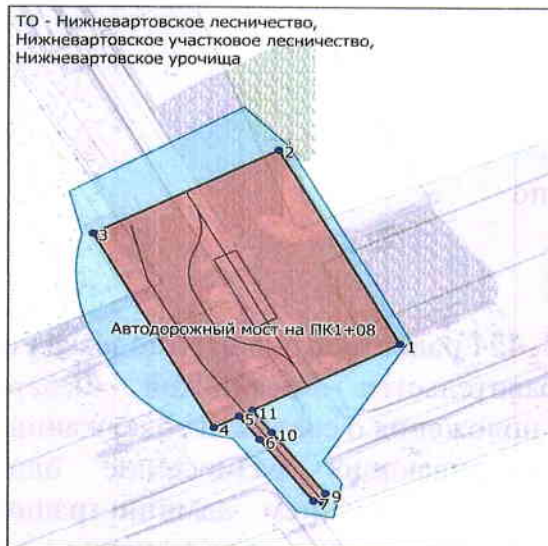 ТО - Нижневартовское лесничество,
Нижневартовское участковое лесничество,
Нижневартовское урочища
2
3
Автодорожный мост на ПК1+08
1
11
5
4
10
6
9
7